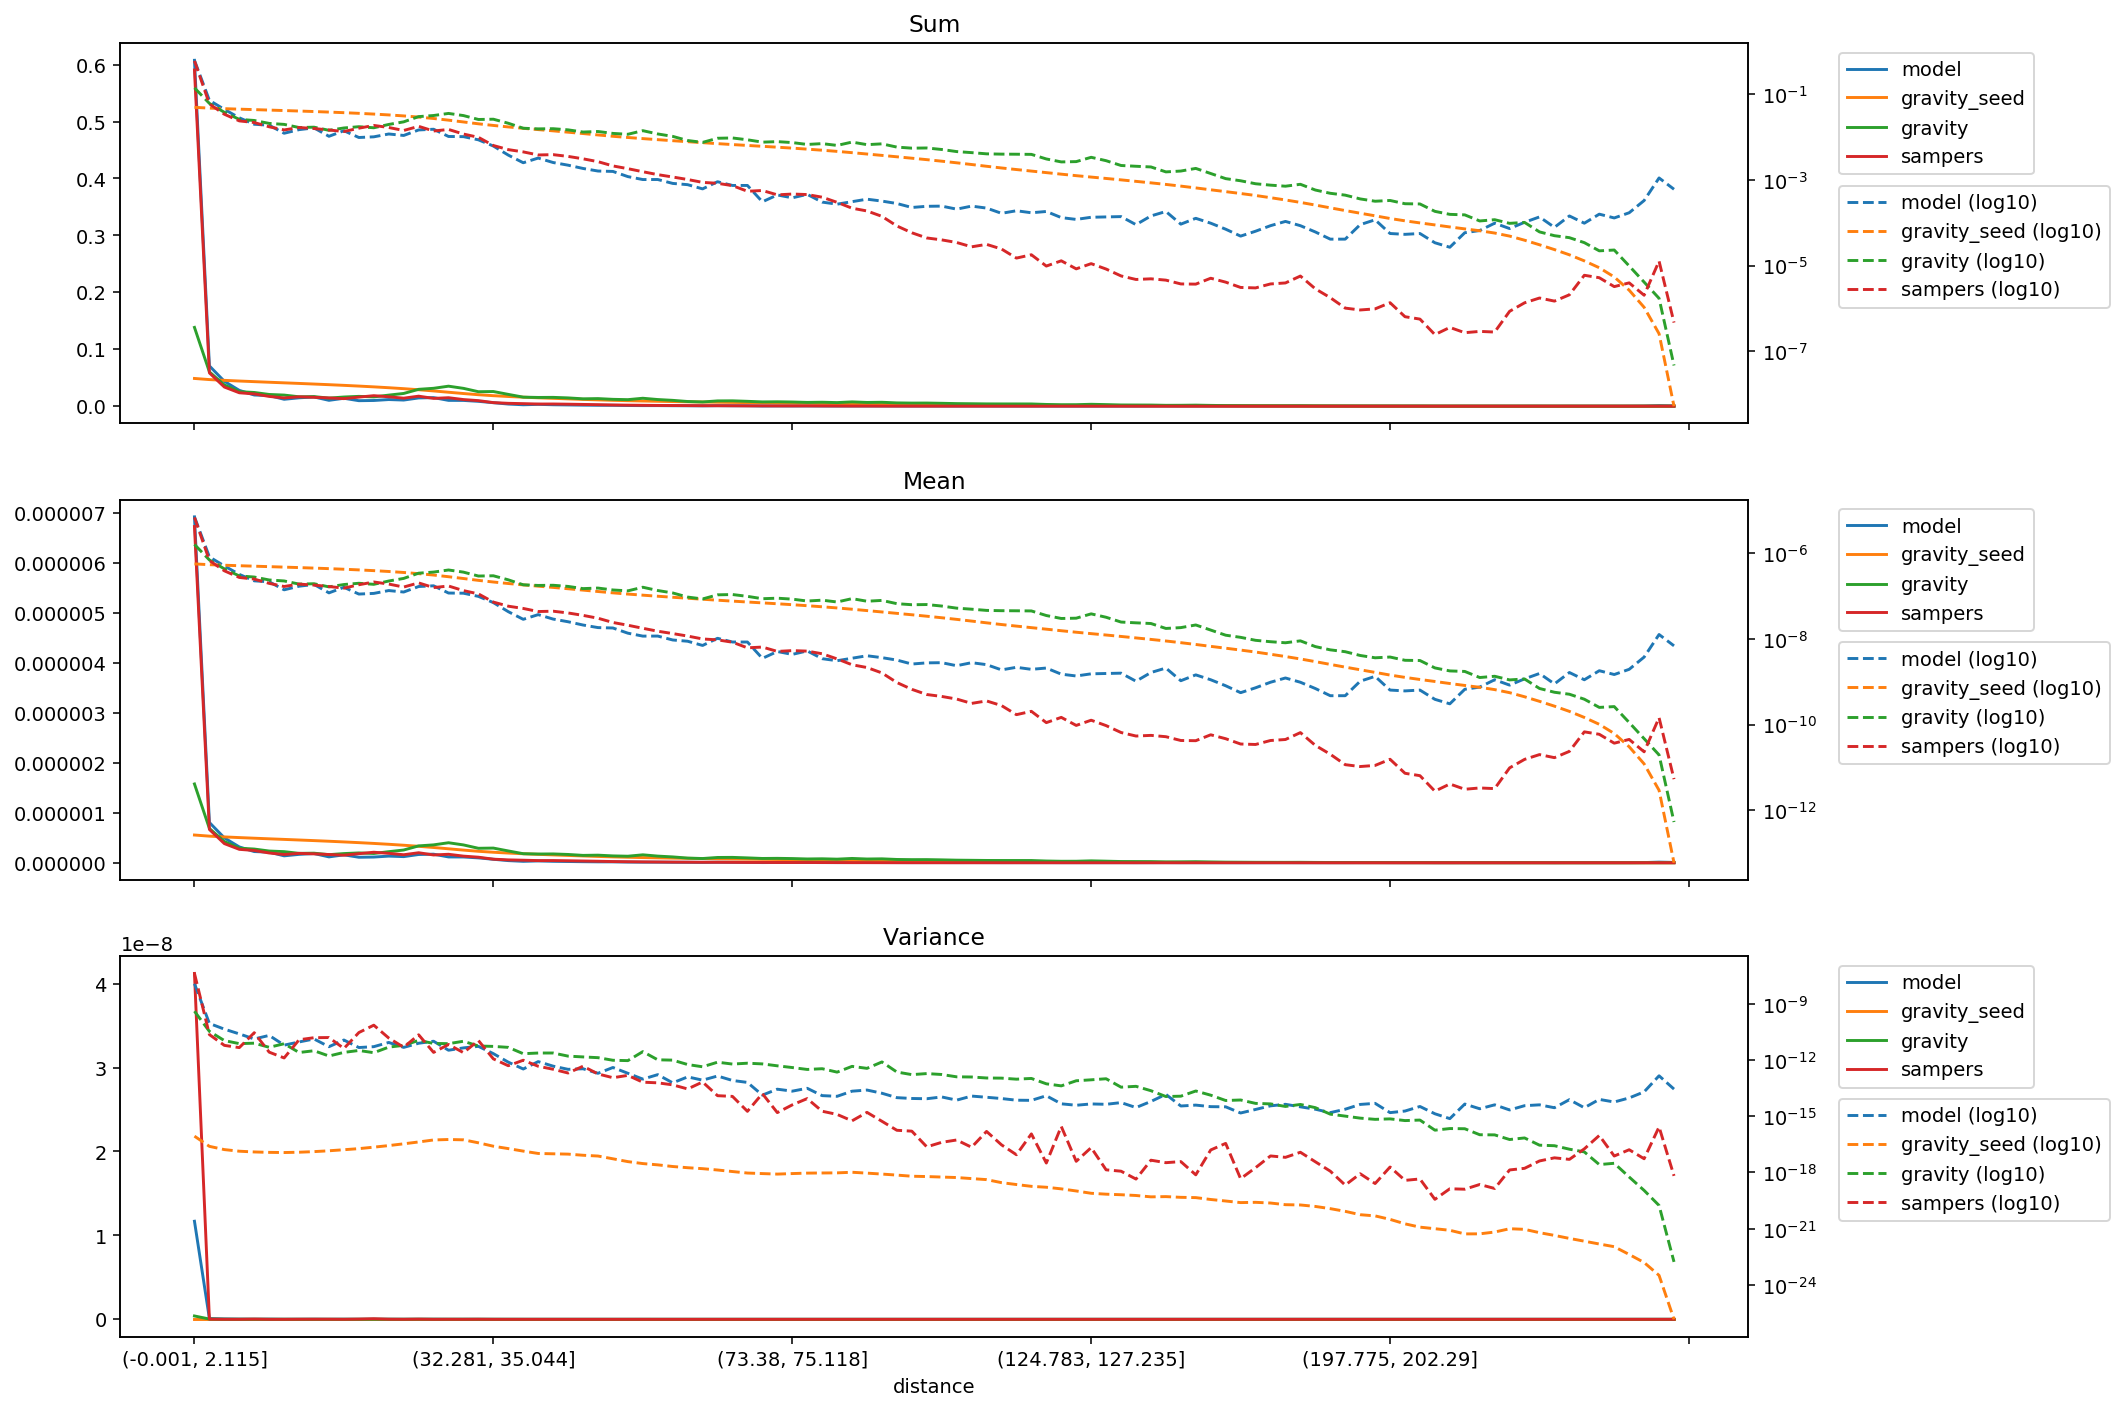 Sum
0.6
0.5
0.4
0.3
0.2
0.1
0.0
10⁻¹
10⁻³
10⁻⁵
10⁻⁷
model
gravity_seed
gravity
sampers
model (log10)
gravity_seed (log10)
gravity (log10)
sampers (log10)
Mean
0.000007
0.000006
0.000005
0.000004
0.000003
0.000002
0.000001
0.000000
10⁻⁶
10⁻⁸
10⁻¹⁰
10⁻¹²
model
gravity_seed
gravity
sampers
model (log10)
gravity_seed (log10)
gravity (log10)
sampers (log10)
Variance
1e−8
4
3
2
1
0
10⁻⁹
10⁻¹²
10⁻¹⁵
10⁻¹⁸
10⁻²¹
10⁻²⁴
model
gravity_seed
gravity
sampers
model (log10)
gravity_seed (log10)
gravity (log10)
sampers (log10)
(-0.001, 2.115] (32.281, 35.044] (73.38, 75.118] (124.783, 127.235] (197.775, 202.29]
distance